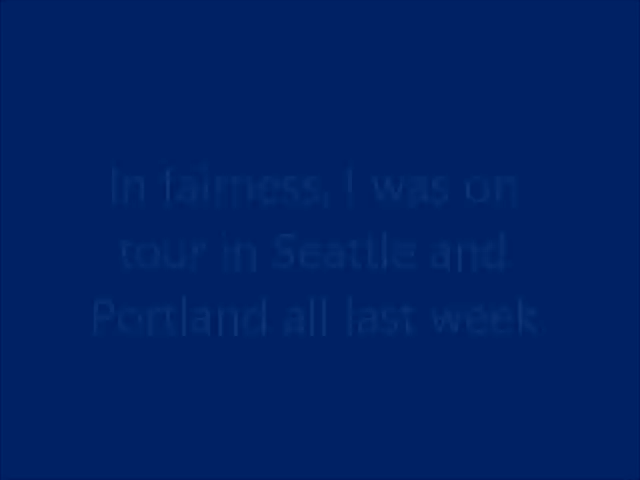 In fairness, I was on
tour in Seattle and
Portland all last week.